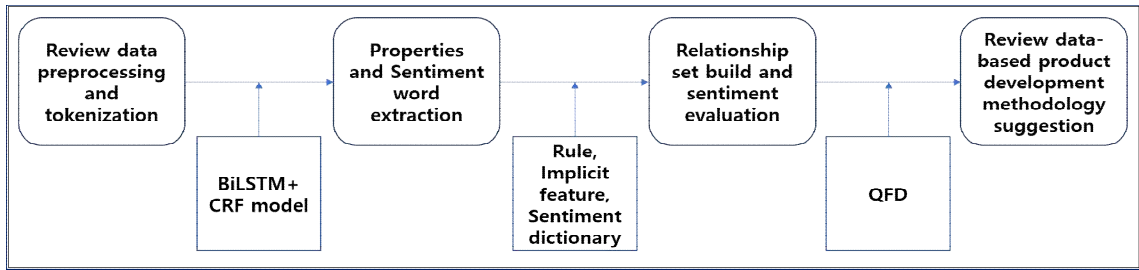 Review data
preprocessing
and
tokenization
Properties
and Sentiment
word
extraction
Relationship
set build and
sentiment
evaluation
Review data-
based product
development
methodology
suggestion
BiLSTM+
CRF model
Rule,
Implicit
feature,
Sentiment
dictionary
QFD